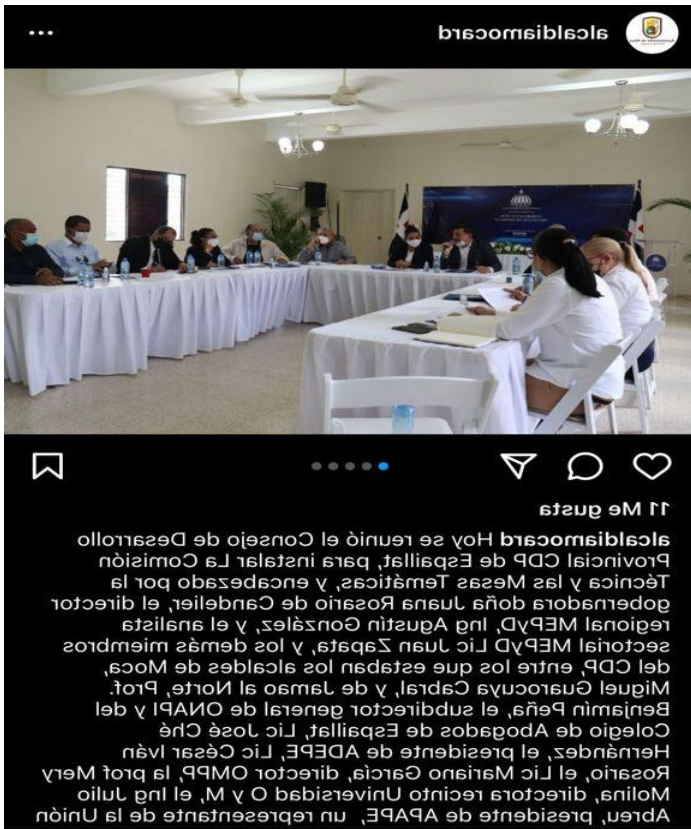 alcaldiamocard
11 Me gusta
alcaldiamocard Hoy se reunió el Consejo de Desarrollo
Provincial CDP de Espaillat, para instalar La Comisión
Técnica y las Mesas Temáticas, y encabezado por la
gobernadora doña Juana Rosario de Candelier, el director
regional MEPyD, Ing Agustín González, y el analista
sectorial MEPyD Lic Juan Zapata, y los demás miembros
del CDP, entre los que estaban los alcaldes de Moca,
Miguel Guarocuya Cabral, y de Jamao al Norte, Prof.
Benjamín Peña, el subdirector general de ONAPI y del
Colegio de Abogados de Espaillat, Lic José Ché
Hernández, el presidente de ADEPE, Lic César Iván
Rosario, el Lic Mariano García, director OMPP, la prof Mery
Molina, directora recinto Universidad O y M, el Ing Julio
Abreu, presidente de APAPE, un representante de la Unión